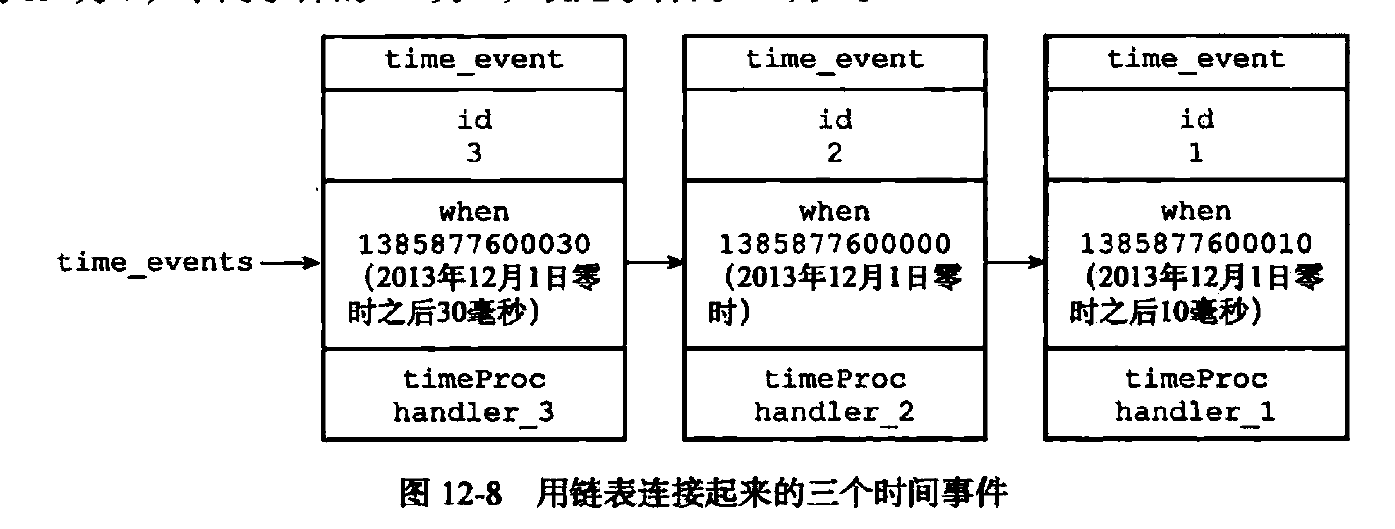 time_event
id
3
when
1385877600030
（2013年12月1日零
时之后30毫秒）
timeProc
handler_3
time_event
id
2
when
1385877600000
（2013年12月1日零
时）
timeProc
handler_2
time_event
id
1
when
1385877600010
（2013年12月1日零
时之后10毫秒）
timeProc
handler_1
time_events
图 12-8 用链表连接起来的三个时间事件